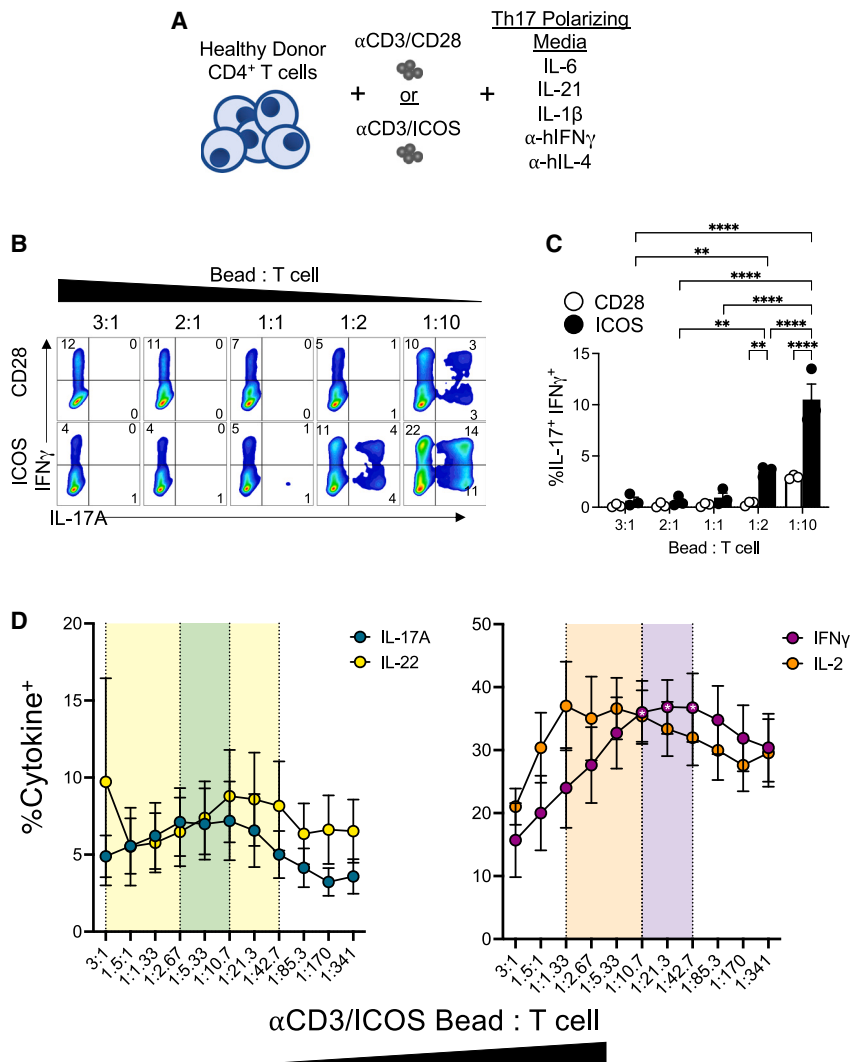 A
Healthy Donor
CD4⁺ T cells
+
αCD3/CD28
or
αCD3/ICOS
+
Th17 Polarizing
Media
IL-6
IL-21
IL-1β
α-hIFNγ
α-hIL-4
B
Bead : T cell
3:1 2:1 1:1 1:2 1:10
CD28
12 0 11 0 7 0 5 1 10 3
0 0 0 1 3
ICOS
4 0 4 0 5 1 11 4 22 14
1 1 1 4 11
IFNγ
IL-17A
C
****
**
****
****
** ****
** ****
CD28
ICOS
%IL-17⁺ IFNγ⁺
15
10
5
0
3:1 2:1 1:1 1:2 1:10
Bead : T cell
D
%Cytokine⁺
20
15
10
5
0
IL-17A
IL-22
3:1 1.5:1 1:1.33 1:2.67 1:5.33 1:10.7 1:21.3 1:42.7 1:85.3 1:170 1:341
50
40
30
20
10
0
IFNγ
IL-2
* * *
3:1 1.5:1 1:1.33 1:2.67 1:5.33 1:10.7 1:21.3 1:42.7 1:85.3 1:170 1:341
αCD3/ICOS Bead : T cell